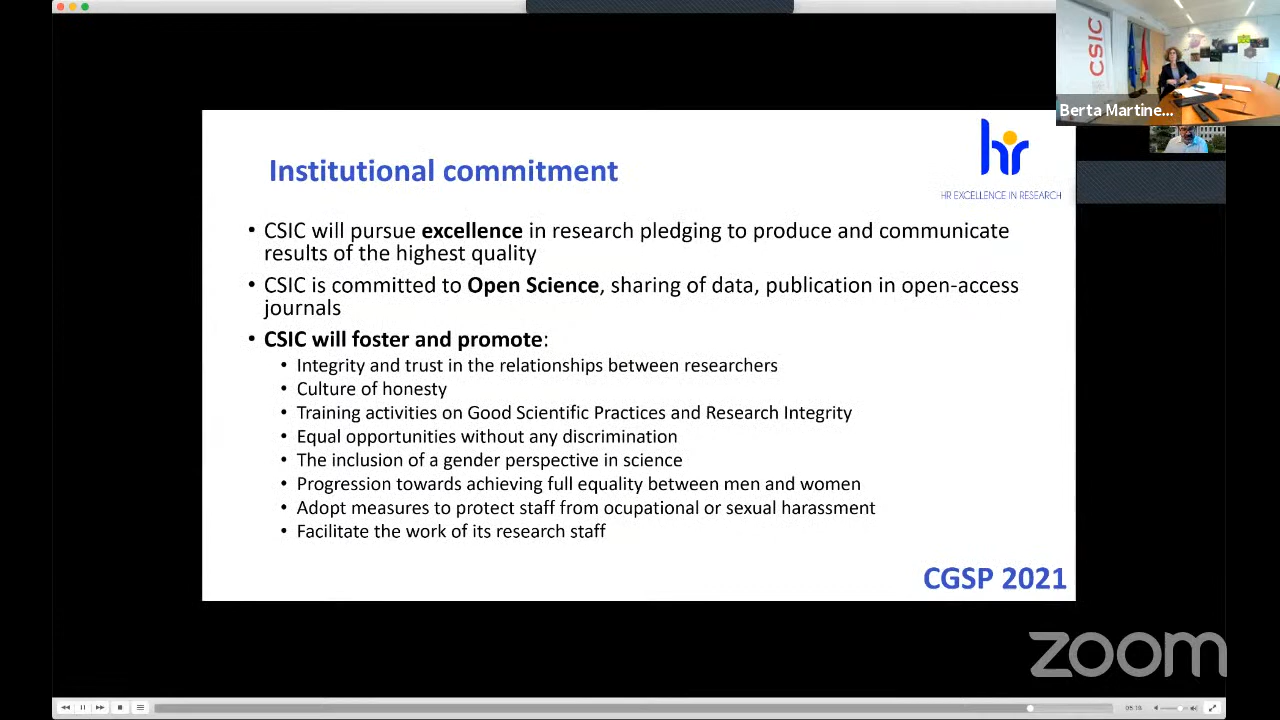 CSIC
Berta Martine...
Institutional commitment
hr
HR EXCELLENCE IN RESEARCH
• CSIC will pursue excellence in research pledging to produce and communicate
results of the highest quality
• CSIC is committed to Open Science, sharing of data, publication in open-access
journals
• CSIC will foster and promote:
• Integrity and trust in the relationships between researchers
• Culture of honesty
• Training activities on Good Scientific Practices and Research Integrity
• Equal opportunities without any discrimination
• The inclusion of a gender perspective in science
• Progression towards achieving full equality between men and women
• Adopt measures to protect staff from ocupational or sexual harassment
• Facilitate the work of its research staff
CGSP 2021
zoom
05:16